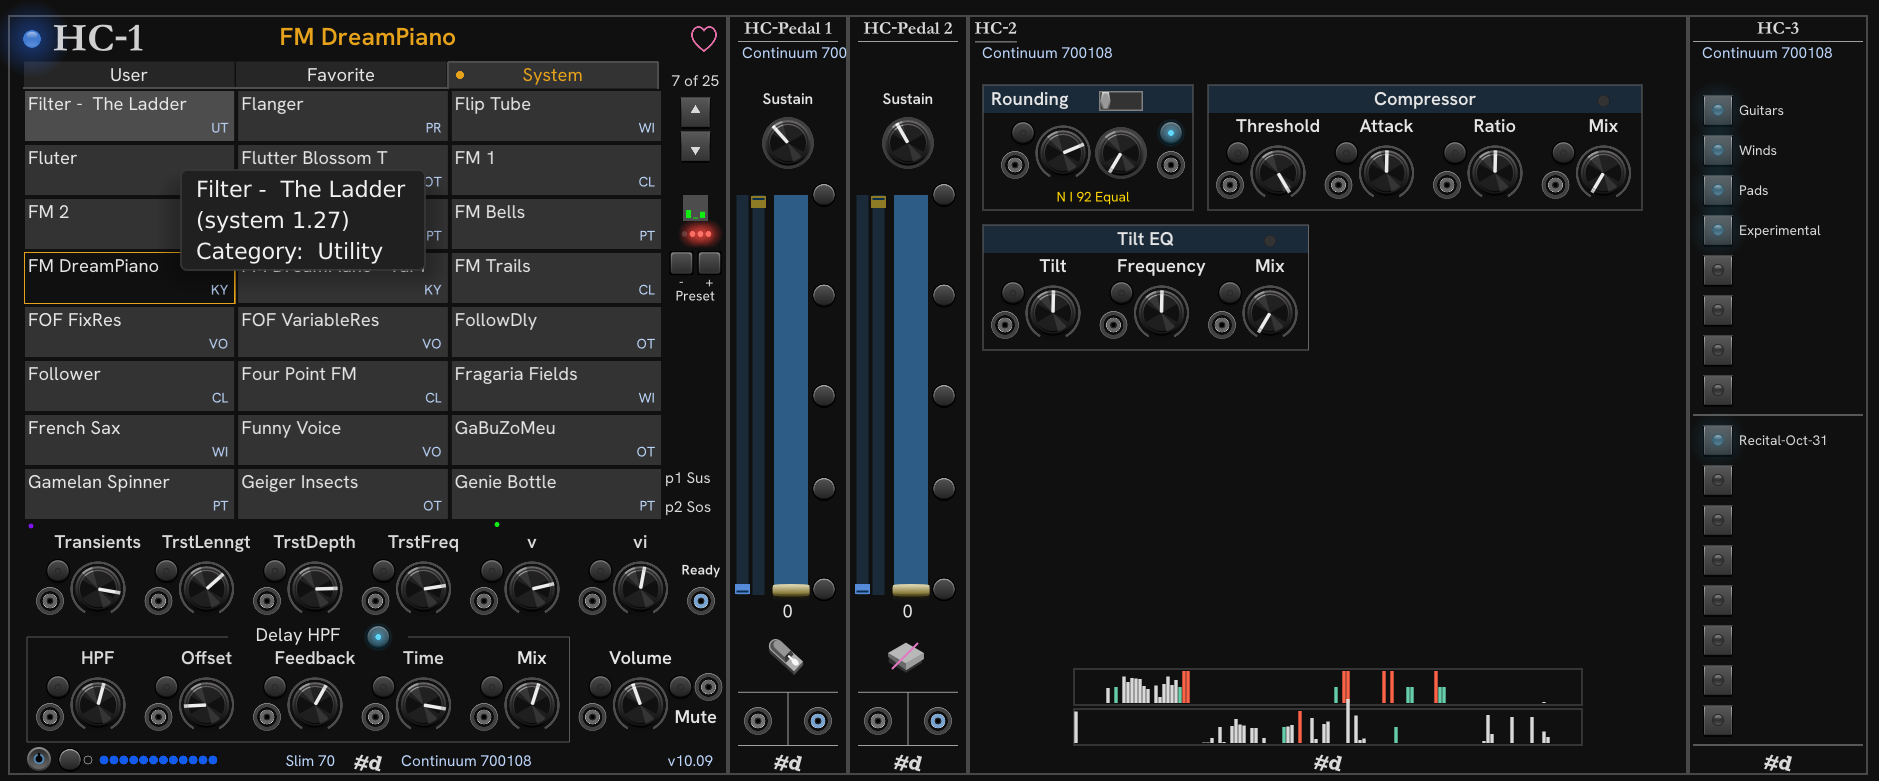 HC-1
FM DreamPiano
User
Favorite
System
7 of 25
Filter -  The Ladder
UT
Flanger
PR
Flip Tube
WI
Fluter
Flutter Blossom T
OT
FM 1
CL
Filter -  The Ladder
(system 1.27)
Category:  Utility
FM 2
PT
FM Bells
PT
FM DreamPiano
KY
KY
FM Trails
CL
- +
Preset
FOF FixRes
VO
FOF VariableRes
VO
FollowDly
OT
Follower
CL
Four Point FM
CL
Fragaria Fields
WI
French Sax
WI
Funny Voice
VO
GaBuZoMeu
OT
Gamelan Spinner
PT
Geiger Insects
OT
Genie Bottle
PT
p1 Sus
p2 Sos
Transients
TrstLenngt
TrstDepth
TrstFreq
v
vi
Ready
Delay HPF
HPF
Offset
Feedback
Time
Mix
Volume
Mute
Slim 70
#d
Continuum 700108
v10.09
HC-Pedal 1
Continuum 700
Sustain
0
#d
HC-Pedal 2
Sustain
0
#d
HC-2
Continuum 700108
Rounding
N I 92 Equal
Compressor
Threshold
Attack
Ratio
Mix
Tilt EQ
Tilt
Frequency
Mix
#d
HC-3
Continuum 700108
Guitars
Winds
Pads
Experimental
Recital-Oct-31
#d